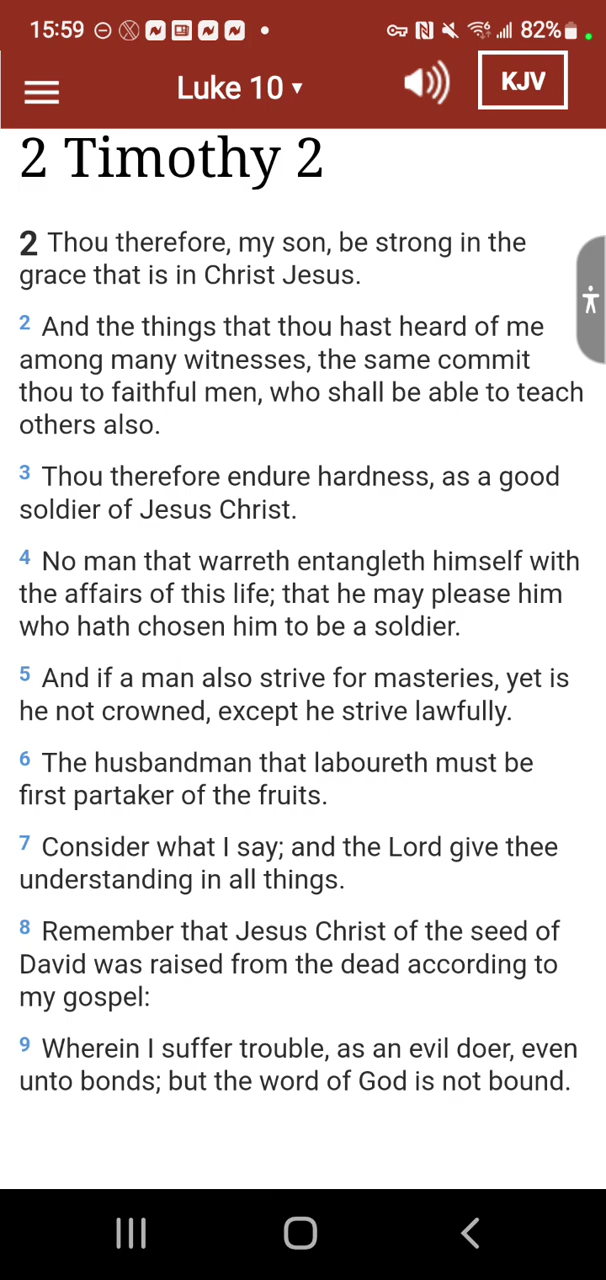 15:59
82%
Luke 10 ▾
KJV
2 Timothy 2
2 Thou therefore, my son, be strong in the
grace that is in Christ Jesus.
2 And the things that thou hast heard of me
among many witnesses, the same commit
thou to faithful men, who shall be able to teach
others also.
3 Thou therefore endure hardness, as a good
soldier of Jesus Christ.
4 No man that warreth entangleth himself with
the affairs of this life; that he may please him
who hath chosen him to be a soldier.
5 And if a man also strive for masteries, yet is
he not crowned, except he strive lawfully.
6 The husbandman that laboureth must be
first partaker of the fruits.
7 Consider what I say; and the Lord give thee
understanding in all things.
8 Remember that Jesus Christ of the seed of
David was raised from the dead according to
my gospel:
9 Wherein I suffer trouble, as an evil doer, even
unto bonds; but the word of God is not bound.